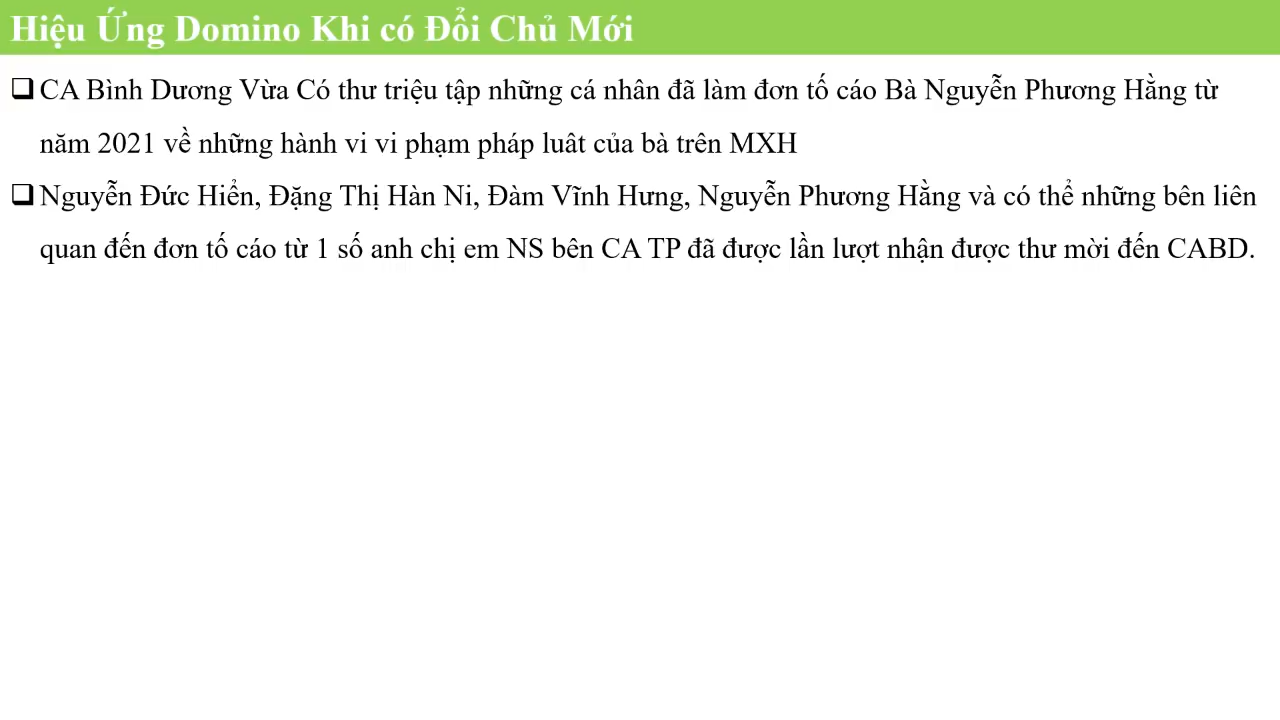 Hiệu Ứng Domino Khi có Đổi Chủ Mới
CA Bình Dương Vừa Có thư triệu tập những cá nhân đã làm đơn tố cáo Bà Nguyễn Phương Hằng từ
năm 2021 về những hành vi vi phạm pháp luât của bà trên MXH
Nguyễn Đức Hiển, Đặng Thị Hàn Ni, Đàm Vĩnh Hưng, Nguyễn Phương Hằng và có thể những bên liên
quan đến đơn tố cáo từ 1 số anh chị em NS bên CA TP đã được lần lượt nhận được thư mời đến CABD.